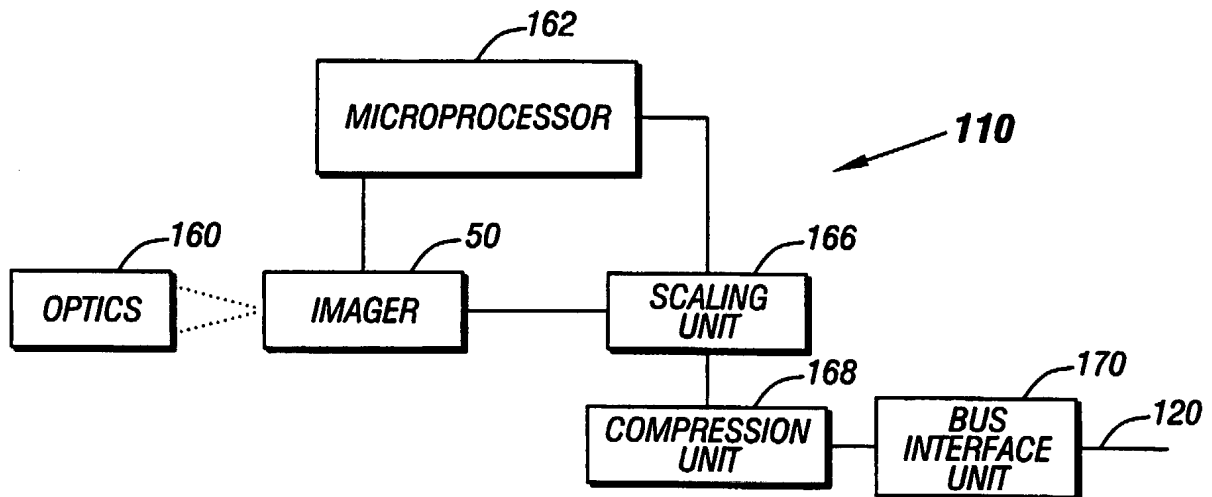 162
MICROPROCESSOR
110
160
50
166
OPTICS
IMAGER
SCALING
UNIT
168
170
120
COMPRESSION
UNIT
BUS
INTERFACE
UNIT